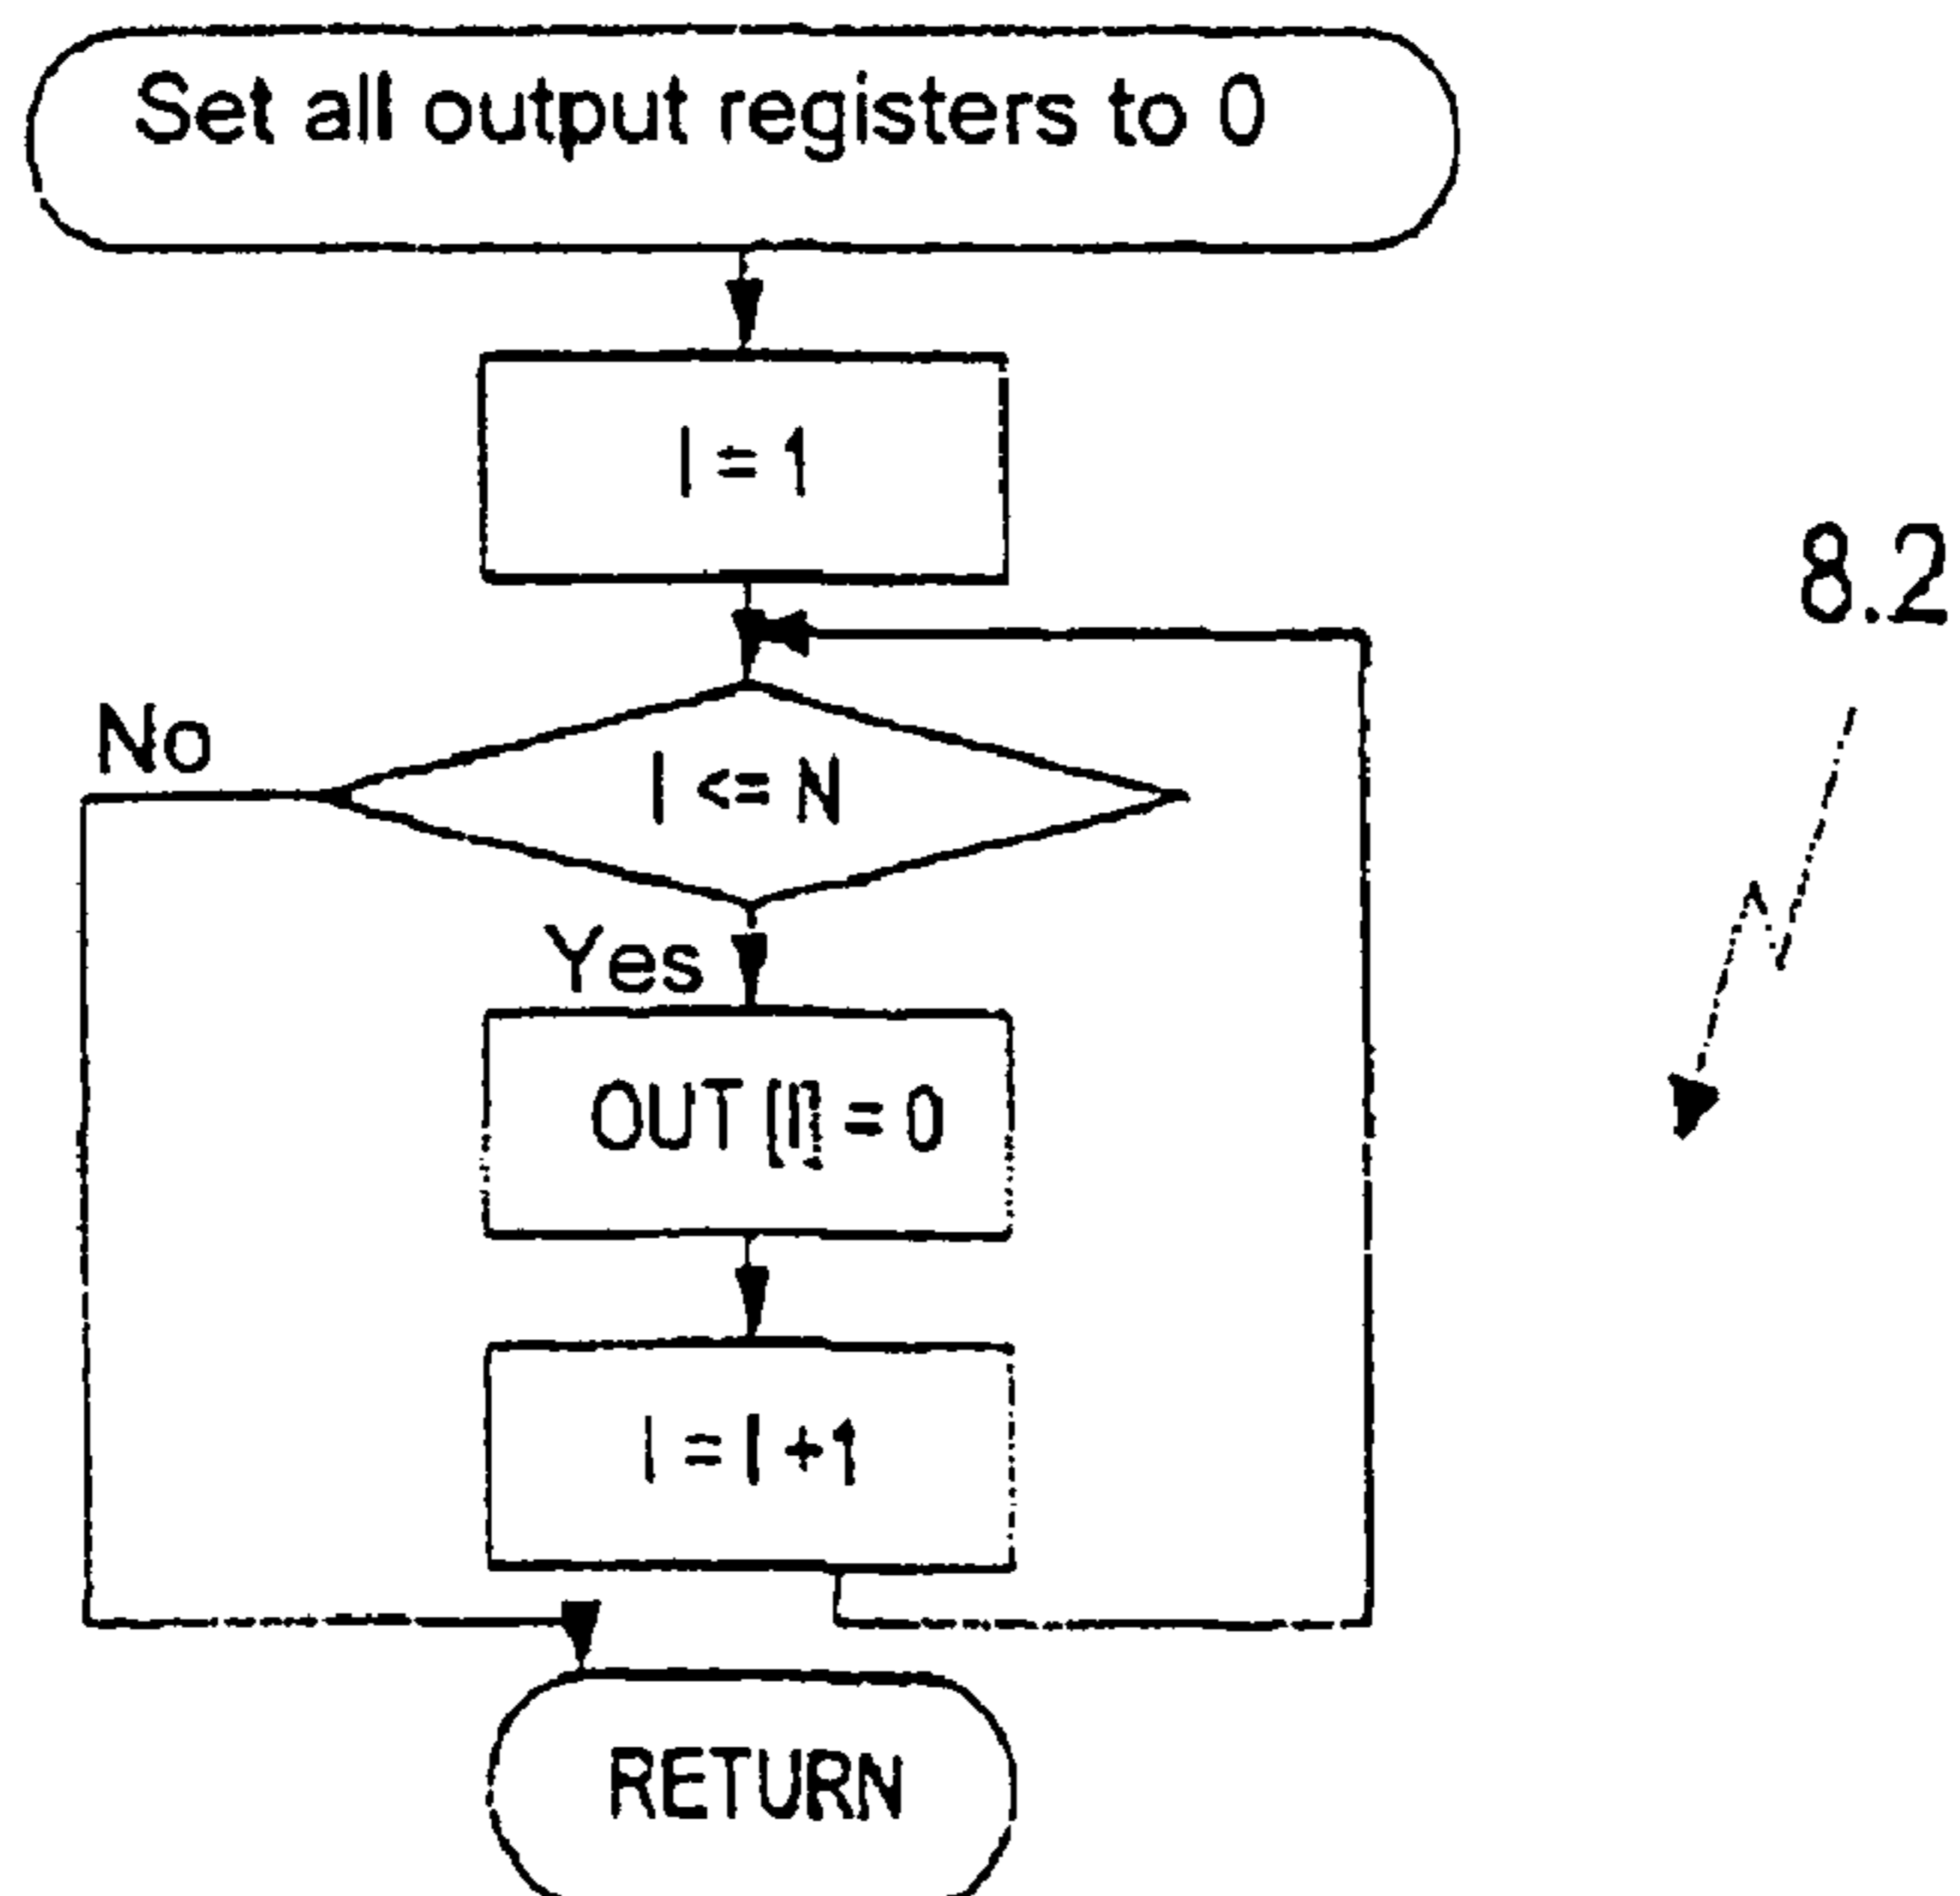 Set all output registers to 0
I = 1
8.2
No
I <= N
Yes
OUT [I] = 0
I = I +1
RETURN